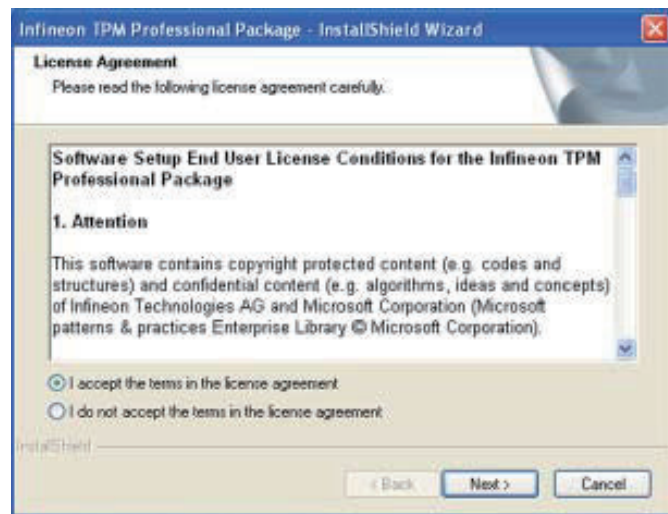 Infineon TPM Professional Package - InstallShield Wizard
License Agreement
Please read the following license agreement carefully.
Software Setup End User License Conditions for the Infineon TPM
Professional Package
1. Attention
This software contains copyright protected content (e.g. codes and
structures) and confidential content (e.g. algorithms, ideas and concepts)
of Infineon Technologies AG and Microsoft Corporation (Microsoft
patterns & practices Enterprise Library © Microsoft Corporation).
I accept the terms in the license agreement
I do not accept the terms in the license agreement
InstallShield
< Back Next > Cancel